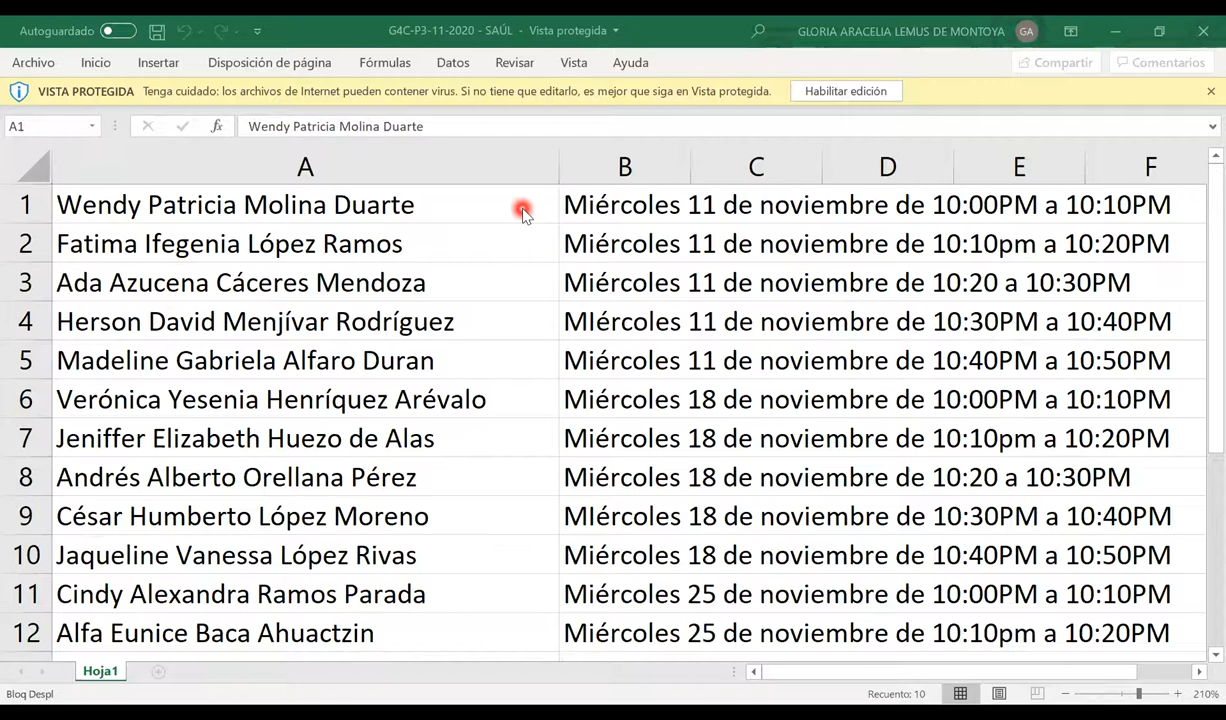 Autoguardado
G4C-P3-11-2020 - SAÚL - Vista protegida
GLORIA ARACELIA LEMUS DE MONTOYA GA
Archivo Inicio Insertar Disposición de página Fórmulas Datos Revisar Vista Ayuda Compartir Comentarios
VISTA PROTEGIDA Tenga cuidado: los archivos de Internet pueden contener virus. Si no tiene que editarlo, es mejor que siga en Vista protegida. Habilitar edición
A1 fx Wendy Patricia Molina Duarte
A B C D E F
1 Wendy Patricia Molina Duarte Miércoles 11 de noviembre de 10:00PM a 10:10PM
2 Fatima Ifegenia López Ramos Miércoles 11 de noviembre de 10:10pm a 10:20PM
3 Ada Azucena Cáceres Mendoza Miércoles 11 de noviembre de 10:20 a 10:30PM
4 Herson David Menjívar Rodríguez MIércoles 11 de noviembre de 10:30PM a 10:40PM
5 Madeline Gabriela Alfaro Duran Miércoles 11 de noviembre de 10:40PM a 10:50PM
6 Verónica Yesenia Henríquez Arévalo Miércoles 18 de noviembre de 10:00PM a 10:10PM
7 Jeniffer Elizabeth Huezo de Alas Miércoles 18 de noviembre de 10:10pm a 10:20PM
8 Andrés Alberto Orellana Pérez Miércoles 18 de noviembre de 10:20 a 10:30PM
9 César Humberto López Moreno MIércoles 18 de noviembre de 10:30PM a 10:40PM
10 Jaqueline Vanessa López Rivas Miércoles 18 de noviembre de 10:40PM a 10:50PM
11 Cindy Alexandra Ramos Parada Miércoles 25 de noviembre de 10:00PM a 10:10PM
12 Alfa Eunice Baca Ahuactzin Miércoles 25 de noviembre de 10:10pm a 10:20PM
Hoja1
Bloq Despl Recuento: 10 210%